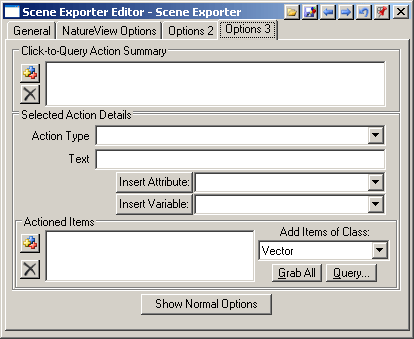 Scene Exporter Editor - Scene Exporter
General NatureView Options Options 2 Options 3
Click-to-Query Action Summary
Selected Action Details
Action Type
Text
Insert Attribute:
Insert Variable:
Actioned Items
Add Items of Class:
Vector
Grab All Query...
Show Normal Options